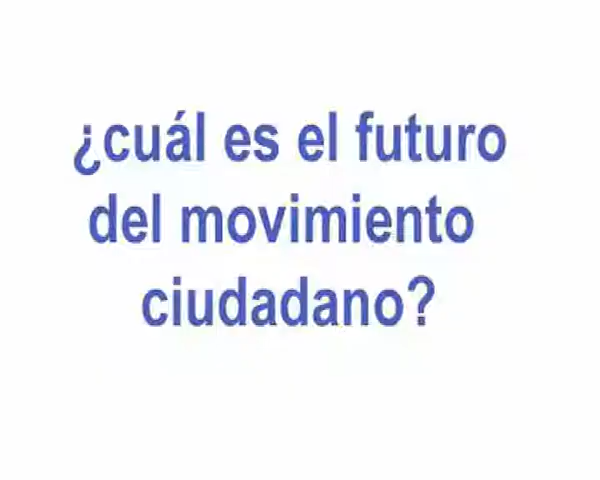 ¿cuál es el futuro
del movimiento
ciudadano?